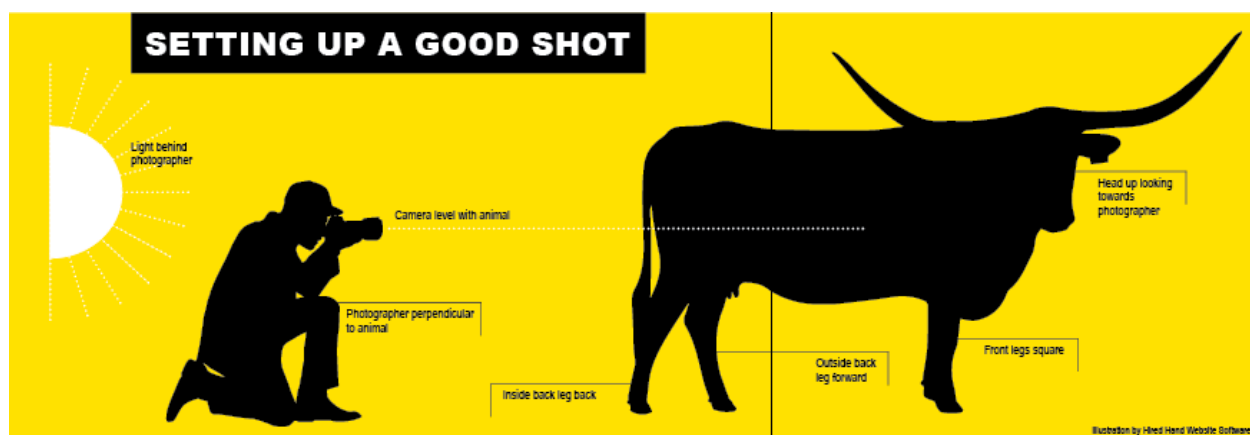 SETTING UP A GOOD SHOT
Light behind
photographer
Camera level with animal
Head up looking
towards
photographer
Photographer perpendicular
to animal
Front legs square
Outside back
leg forward
Inside back leg back
Illustration by Hired Hand Website Software